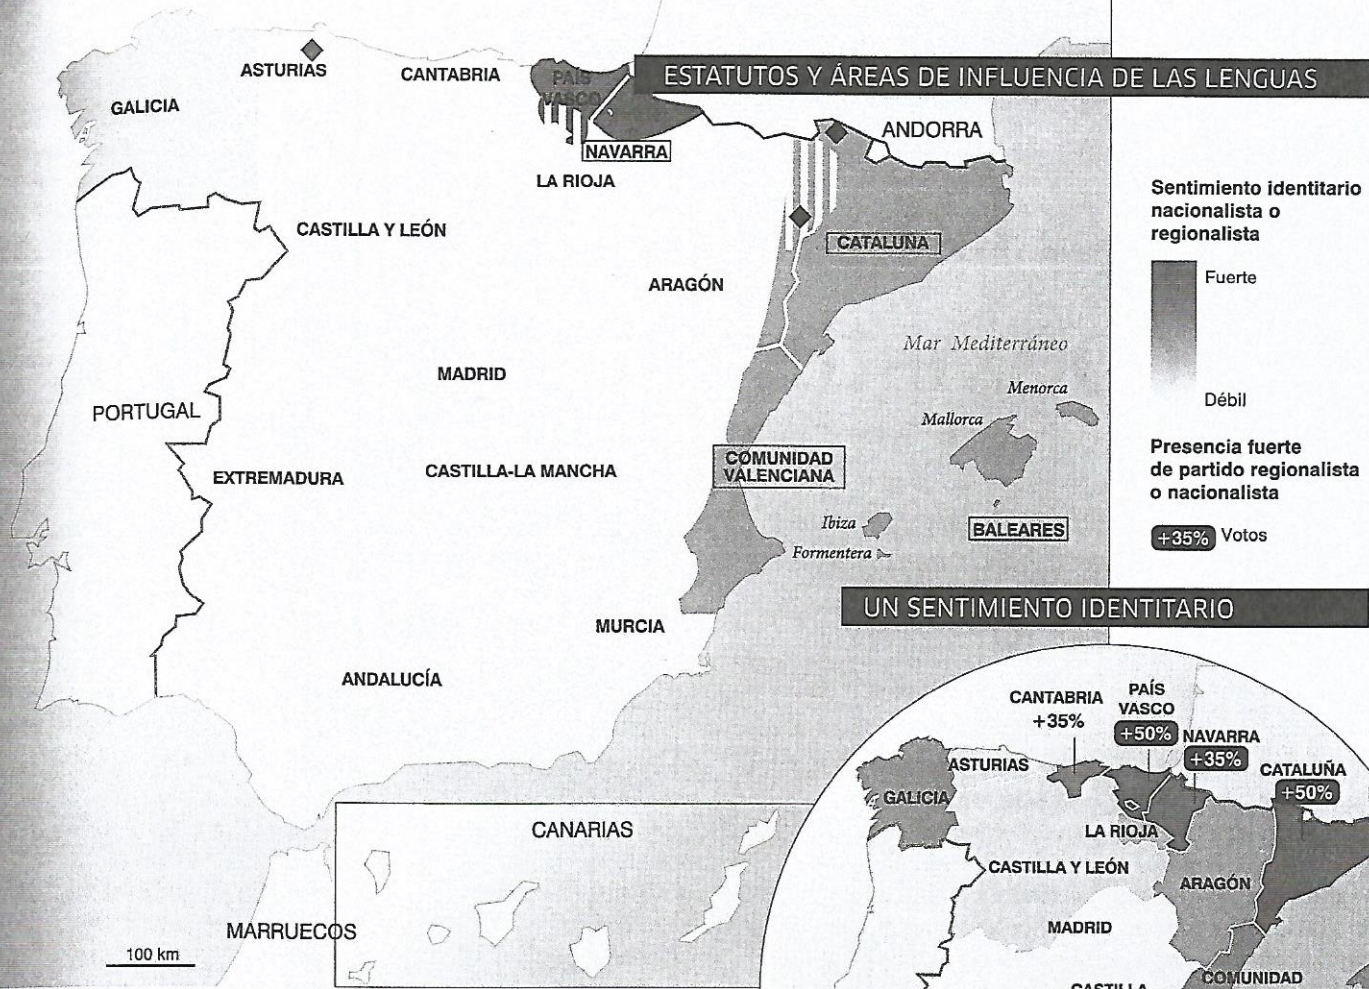 ESTATUTOS Y ÁREAS DE INFLUENCIA DE LAS LENGUAS
ASTURIAS
CANTABRIA
PAÍS
VASCO
GALICIA
ANDORRA
NAVARRA
LA RIOJA
CASTILLA Y LEÓN
CATALUÑA
ARAGÓN
Mar Mediterráneo
MADRID
Menorca
Mallorca
PORTUGAL
EXTREMADURA
CASTILLA-LA MANCHA
COMUNIDAD
VALENCIANA
Ibiza
BALEARES
Formentera
MURCIA
ANDALUCÍA
CANARIAS
MARRUECOS
100 km
Sentimiento identitario
nacionalista o
regionalista
Fuerte
Débil
Presencia fuerte
de partido regionalista
o nacionalista
+35% Votos
UN SENTIMIENTO IDENTITARIO
CANTABRIA
+35%
PAÍS
VASCO
+50%
NAVARRA
+35%
CATALUÑA
+50%
ASTURIAS
GALICIA
LA RIOJA
CASTILLA Y LEÓN
ARAGÓN
MADRID
COMUNIDAD
CASTILLA